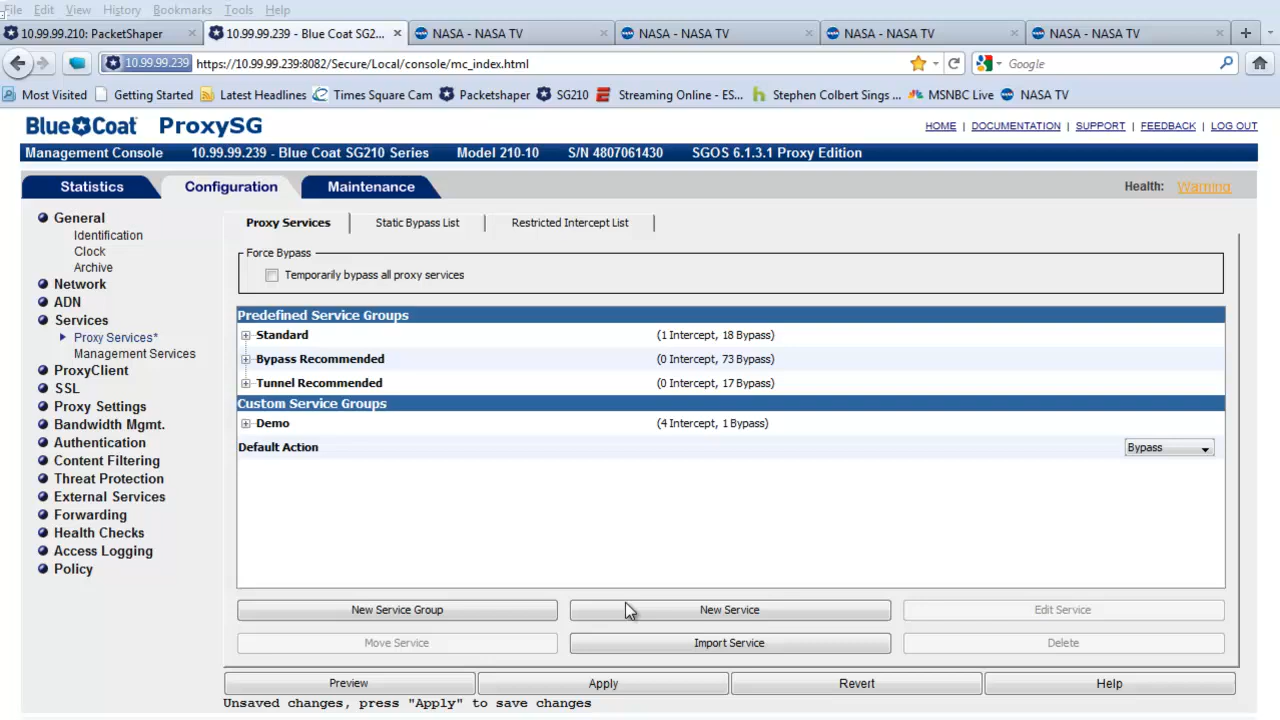 File Edit View History Bookmarks Tools Help
10.99.99.210: PacketShaper × 10.99.99.239 - Blue Coat SG2... × NASA - NASA TV × NASA - NASA TV × NASA - NASA TV × NASA - NASA TV ×
10.99.99.239 https://10.99.99.239:8082/Secure/Local/console/mc_index.html Google
Most Visited Getting Started Latest Headlines Times Square Cam Packetshaper SG210 Streaming Online - ES... Stephen Colbert Sings ... MSNBC Live NASA TV
Blue Coat ProxySG HOME | DOCUMENTATION | SUPPORT | FEEDBACK | LOG OUT
Management Console 10.99.99.239 - Blue Coat SG210 Series Model 210-10 S/N 4807061430 SGOS 6.1.3.1 Proxy Edition
Statistics Configuration Maintenance Health: Warning
General
Identification
Clock
Archive
Network
ADN
Services
Proxy Services*
Management Services
ProxyClient
SSL
Proxy Settings
Bandwidth Mgmt.
Authentication
Content Filtering
Threat Protection
External Services
Forwarding
Health Checks
Access Logging
Policy
Proxy Services Static Bypass List Restricted Intercept List
Force Bypass
Temporarily bypass all proxy services
Predefined Service Groups
Standard (1 Intercept, 18 Bypass)
Bypass Recommended (0 Intercept, 73 Bypass)
Tunnel Recommended (0 Intercept, 17 Bypass)
Custom Service Groups
Demo (4 Intercept, 1 Bypass)
Default Action Bypass
New Service Group New Service Edit Service
Move Service Import Service Delete
Preview Apply Revert Help
Unsaved changes, press "Apply" to save changes